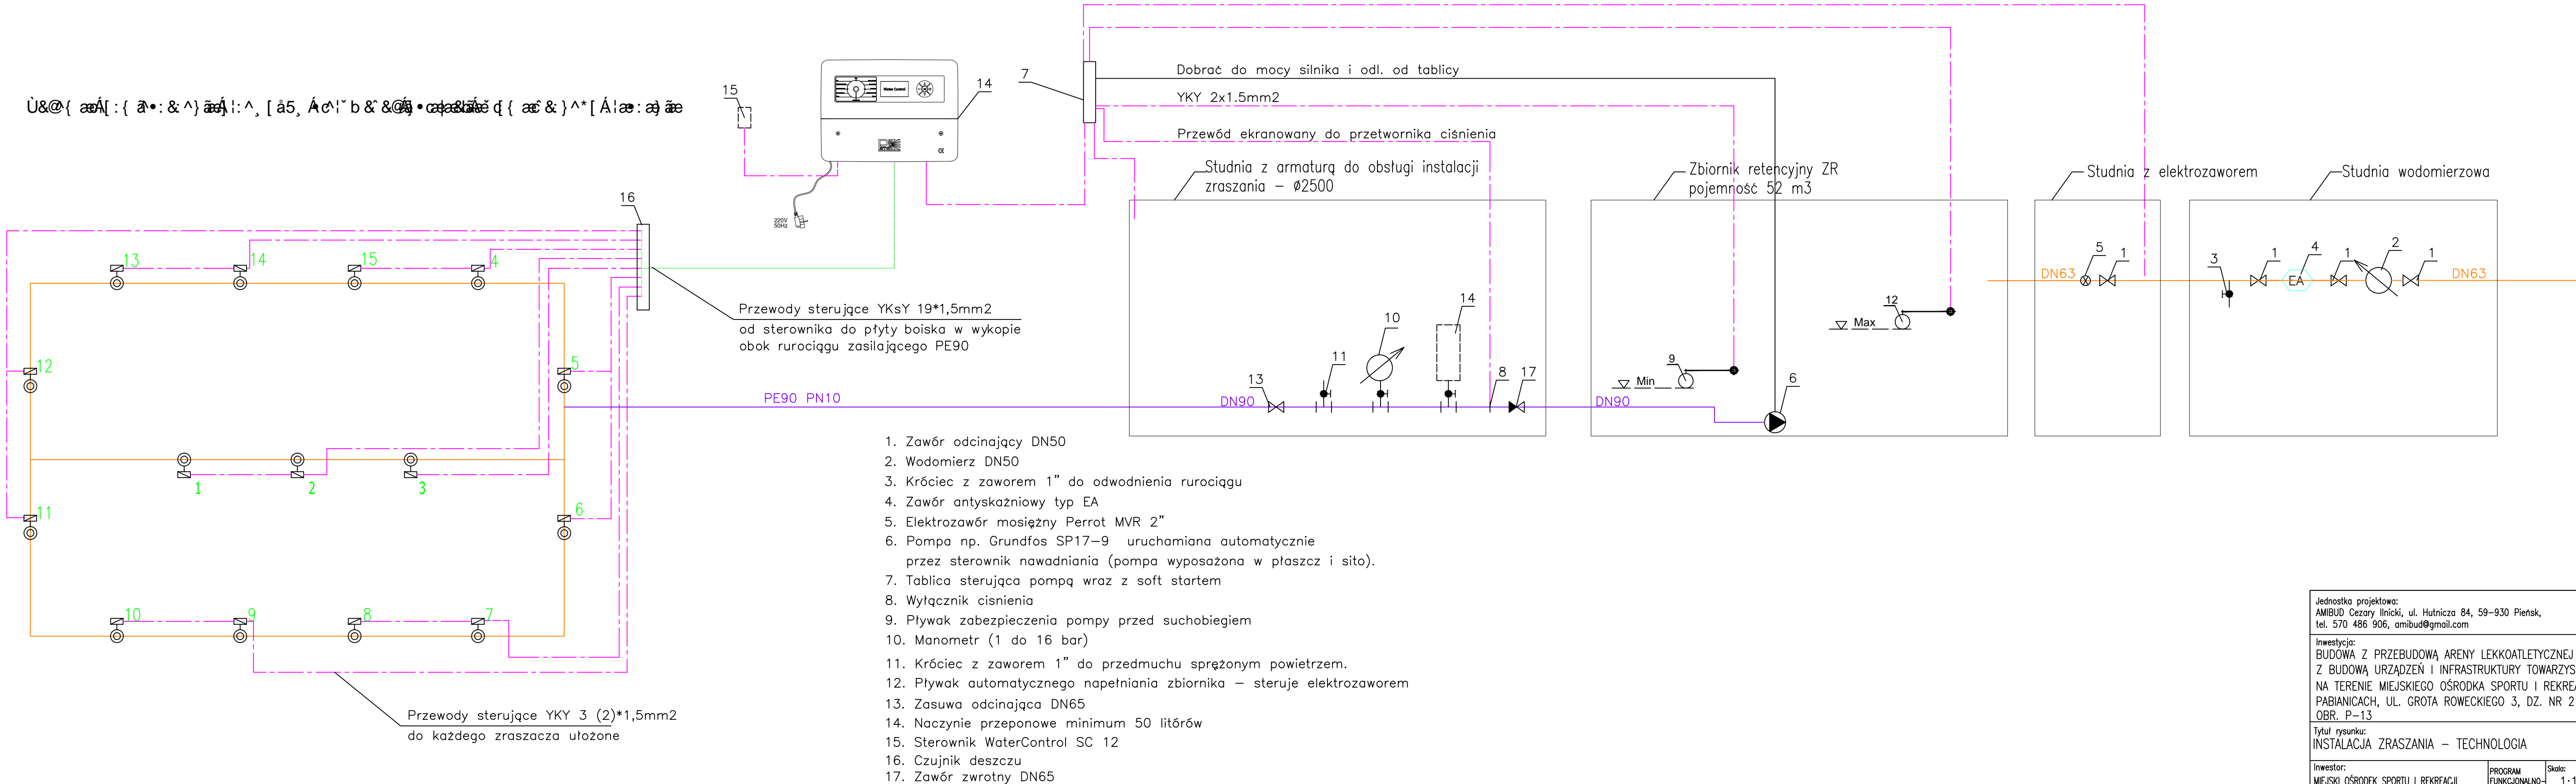 Dobrać do mocy silnika i odl. od tablicy
YKY 2x1.5mm2
Przewód ekranowany do przetwornika ciśnienia
7
14
15
Water Control
220V
50Hz
16
Studnia z armaturą do obsługi instalacji
zraszania – Ø2500
Zbiornik retencyjny ZR
pojemność 52 m3
Studnia z elektrozaworem
Studnia wodomierzowa
13
14
15
4
12
5
11
6
1
2
3
10
9
8
7
Przewody sterujące YKsY 19*1,5mm2
od sterownika do płyty boiska w wykopie
obok rurociągu zasilającego PE90
PE90 PN10
DN90
13
11
10
14
8
17
DN90
9
Min
12
Max
6
DN63
5
1
3
1
4
EA
1
2
1
DN63
Przewody sterujące YKY 3 (2)*1,5mm2
do każdego zraszacza ułożone
1. Zawór odcinający DN50
2. Wodomierz DN50
3. Króciec z zaworem 1” do odwodnienia rurociągu
4. Zawór antyskażniowy typ EA
5. Elektrozawór mosiężny Perrot MVR 2”
6. Pompa np. Grundfos SP17–9 uruchamiana automatycznie
przez sterownik nawadniania (pompa wyposażona w płaszcz i sito).
7. Tablica sterująca pompą wraz z soft startem
8. Wyłącznik cisnienia
9. Pływak zabezpieczenia pompy przed suchobiegiem
10. Manometr (1 do 16 bar)
11. Króciec z zaworem 1” do przedmuchu sprężonym powietrzem.
12. Pływak automatycznego napełniania zbiornika – steruje elektrozaworem
13. Zasuwa odcinająca DN65
14. Naczynie przeponowe minimum 50 litórów
15. Sterownik WaterControl SC 12
16. Czujnik deszczu
17. Zawór zwrotny DN65
Jednostka projektowa:
AMIBUD Cezary Ilnicki, ul. Hutnicza 84, 59–930 Pieńsk,
tel. 570 486 906, amibud@gmail.com
Inwestycja:
BUDOWA Z PRZEBUDOWĄ ARENY LEKKOATLETYCZNEJ
Z BUDOWĄ URZĄDZEŃ I INFRASTRUKTURY TOWARZYS
NA TERENIE MIEJSKIEGO OŚRODKA SPORTU I REKREA
PABIANICACH, UL. GROTA ROWECKIEGO 3, DZ. NR 2
OBR. P–13
Tytuł rysunku:
INSTALACJA ZRASZANIA – TECHNOLOGIA
Inwestor:
MIEJSKI OŚRODEK SPORTU I REKREACJI
PROGRAM
FUNKCJONALNO–
Skala: